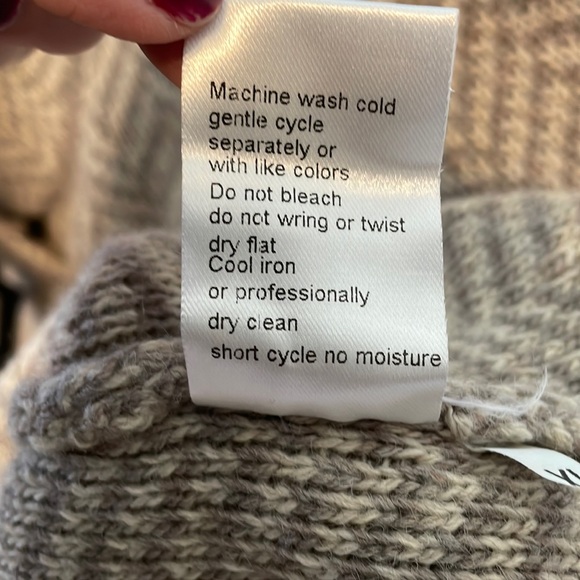 Machine wash cold
gentle cycle
separately or
with like colors
Do not bleach
do not wring or twist
dry flat
Cool iron
or professionally
dry clean
short cycle no moisture